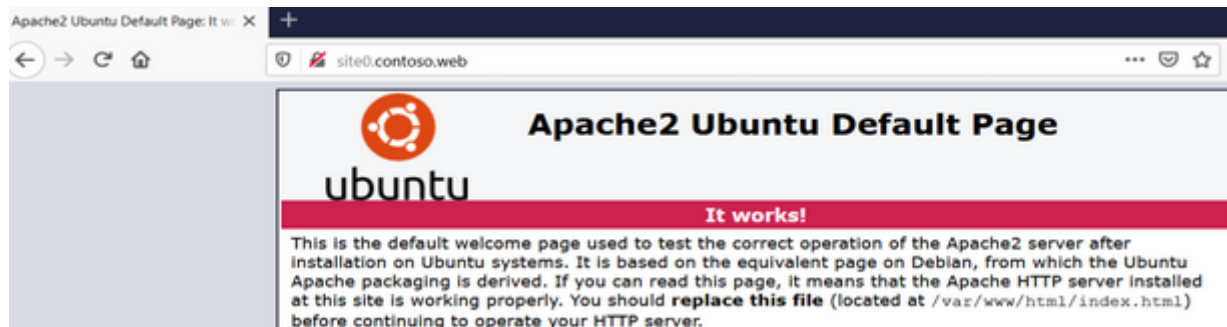 Apache2 Ubuntu Default Page: It w
site0.contoso.web
Apache2 Ubuntu Default Page
ubuntu
It works!
This is the default welcome page used to test the correct operation of the Apache2 server after
installation on Ubuntu systems. It is based on the equivalent page on Debian, from which the Ubuntu
Apache packaging is derived. If you can read this page, it means that the Apache HTTP server installed
at this site is working properly. You should replace this file (located at /var/www/html/index.html)
before continuing to operate your HTTP server.